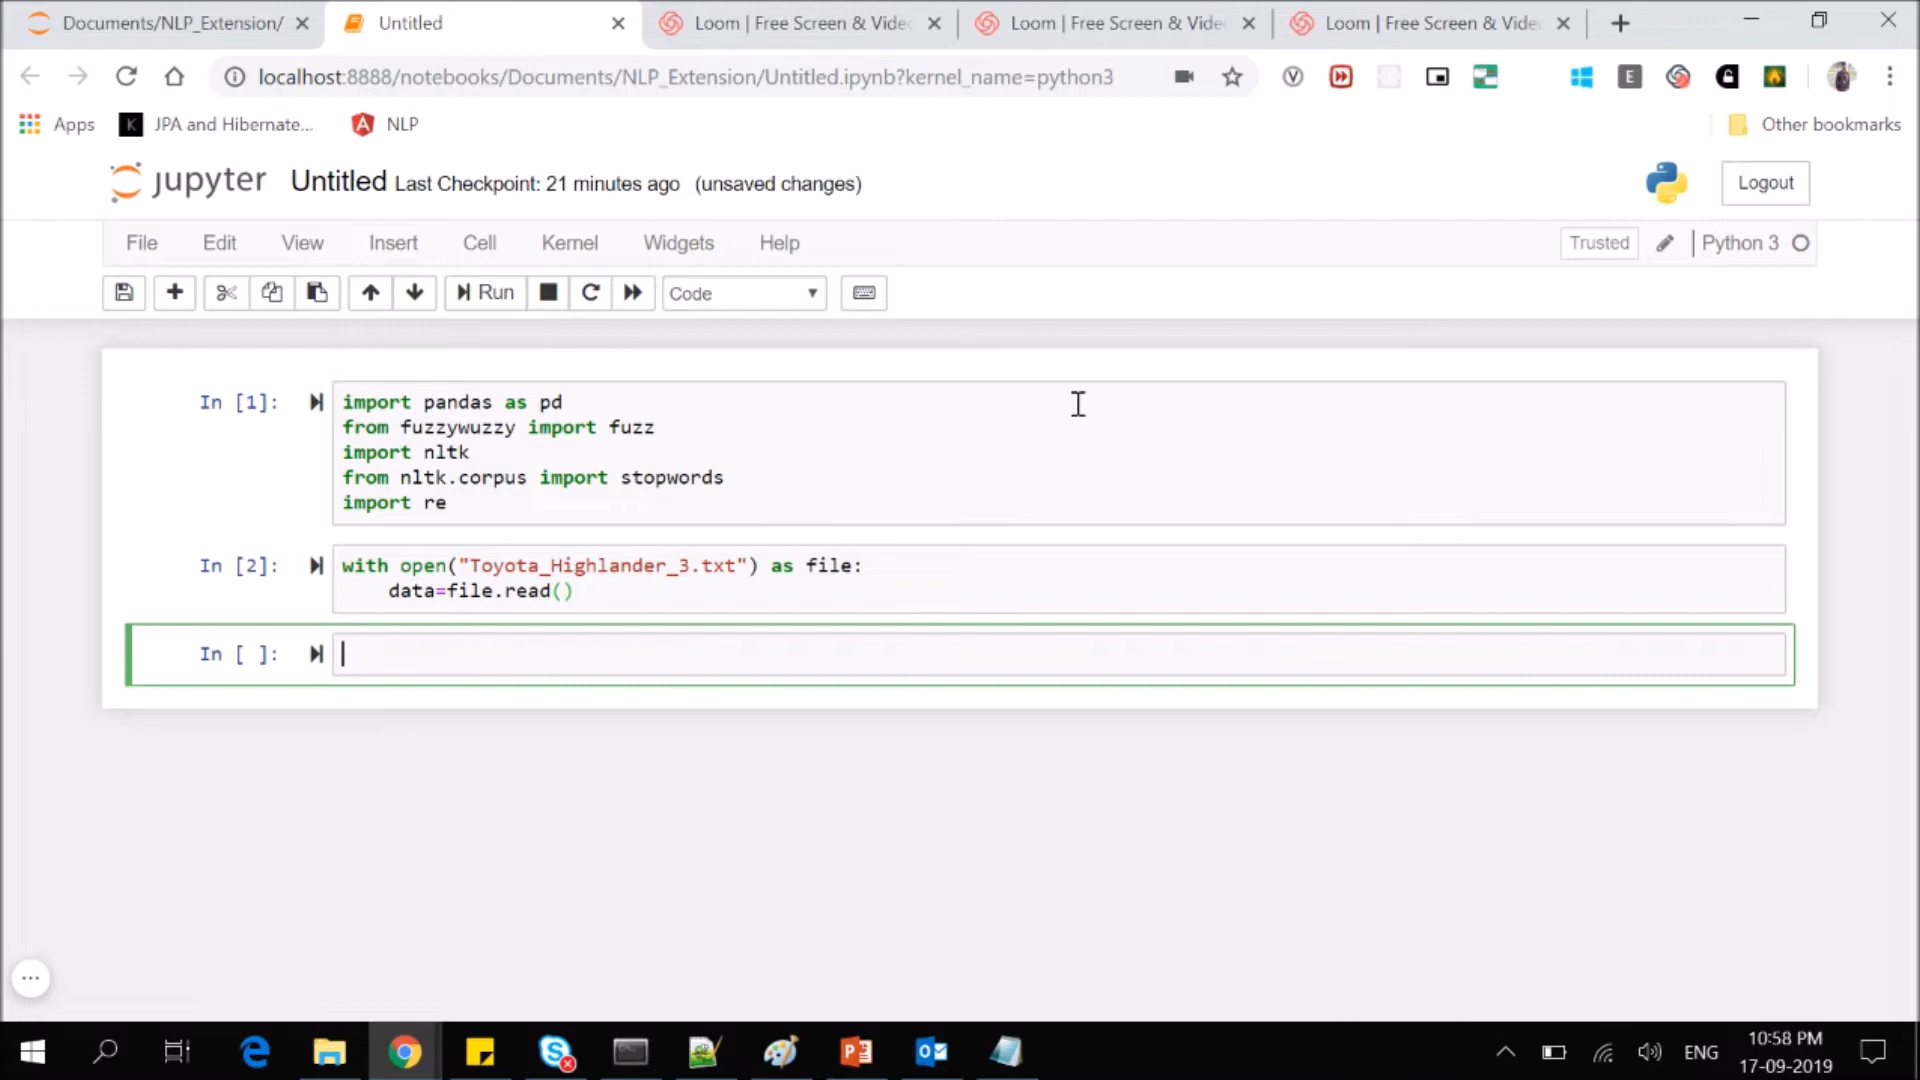 Documents/NLP_Extension/
Untitled
Loom | Free Screen & Video
Loom | Free Screen & Vide
Loom | Free Screen & Vide
localhost:8888/notebooks/Documents/NLP_Extension/Untitled.ipynb?kernel_name=python3
E
Apps
K
JPA and Hibernate...
NLP
Other bookmarks
jupyter
Untitled Last Checkpoint: 21 minutes ago (unsaved changes)
Logout
File
Edit
View
Insert
Cell
Kernel
Widgets
Help
Trusted
Python 3
Run
Code
In [1]:
import pandas as pd
from fuzzywuzzy import fuzz
import nltk
from nltk.corpus import stopwords
import re
In [2]:
with open("Toyota_Highlander_3.txt") as file:
data=file.read()
In [ ]:
ENG
10:58 PM
17-09-2019